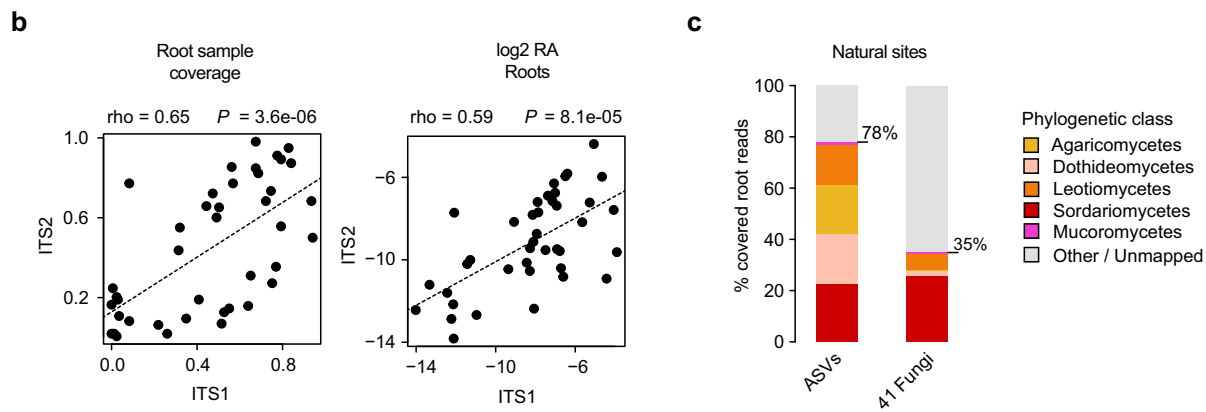 b
Root sample
coverage
rho = 0.65 P = 3.6e-06
1.0
0.6
0.2
ITS2
0.0 0.4 0.8
ITS1
log2 RA
Roots
rho = 0.59 P = 8.1e-05
−6
−10
−14
ITS2
−14 −10 −6
ITS1
c
Natural sites
100
80
60
40
20
0
% covered root reads
78%
35%
ASVs
41 Fungi
Phylogenetic class
Agaricomycetes
Dothideomycetes
Leotiomycetes
Sordariomycetes
Mucoromycetes
Other / Unmapped